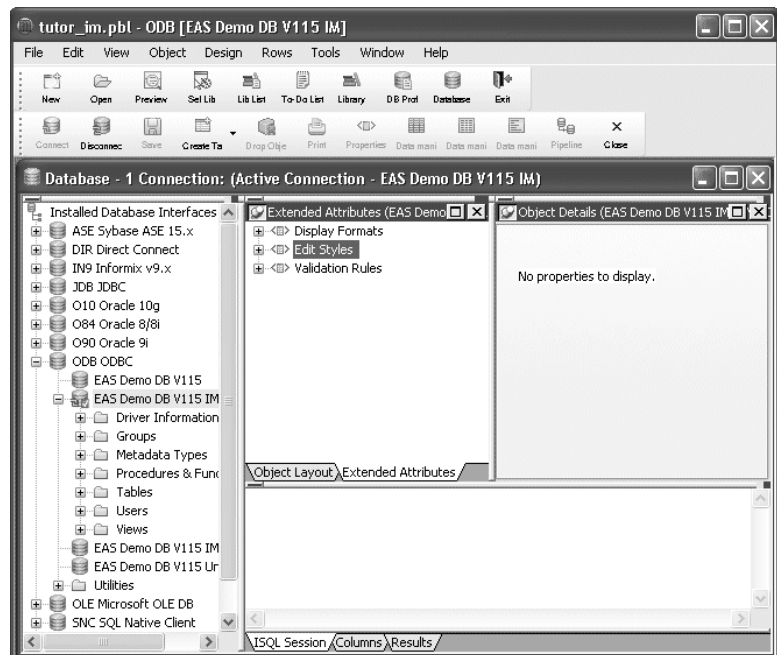 tutor_im.pbl - ODB [EAS Demo DB V115 IM]
File Edit View Object Design Rows Tools Window Help
New Open Preview Sel Lib Lib List To-Do List Library DB Prof Database Exit
Connect Disconnec Save Create Ta Drop Obje Print Properties Data mani Data mani Data mani Pipeline Close
Database - 1 Connection: (Active Connection - EAS Demo DB V115 IM)
Installed Database Interfaces
ASE Sybase ASE 15.x
DIR Direct Connect
IN9 Informix v9.x
JDB JDBC
O10 Oracle 10g
O84 Oracle 8/8i
O90 Oracle 9i
ODB ODBC
EAS Demo DB V115
EAS Demo DB V115 IM
Driver Information
Groups
Metadata Types
Procedures & Func
Tables
Users
Views
EAS Demo DB V115 IM
EAS Demo DB V115 Ur
Utilities
OLE Microsoft OLE DB
SNC SQL Native Client
Extended Attributes (EAS Demo
Display Formats
Edit Styles
Validation Rules
Object Layout Extended Attributes
Object Details (EAS Demo DB V115 IM
No properties to display.
ISQL Session Columns Results